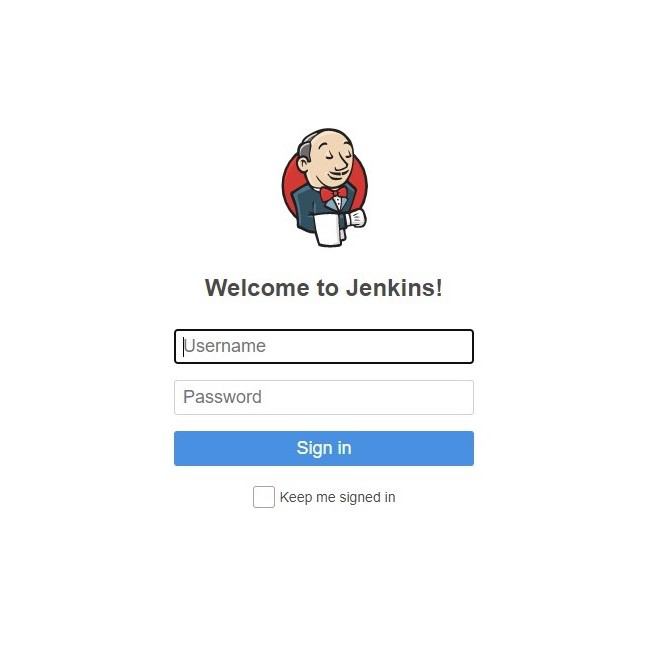 Welcome to Jenkins!
Username
Password
Sign in
Keep me signed in